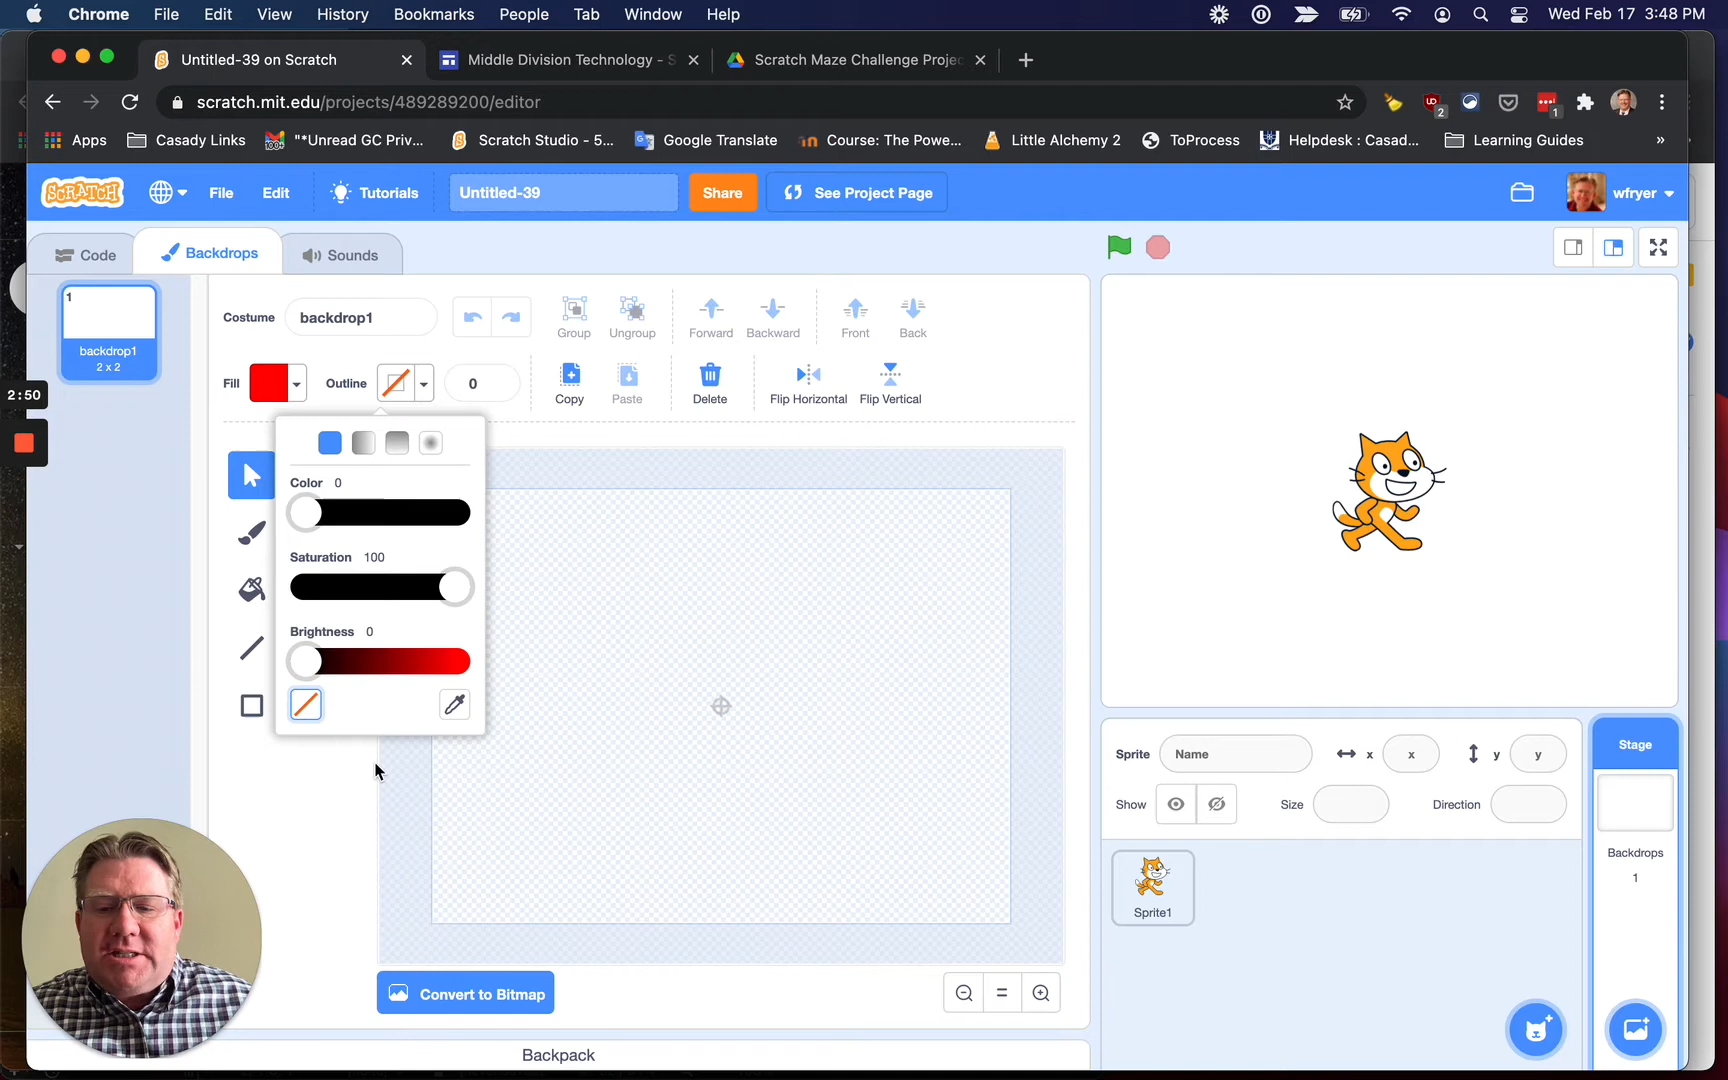 Chrome File Edit View History Bookmarks People Tab Window Help Wed Feb 17 3:48 PM
Untitled-39 on Scratch Middle Division Technology - S Scratch Maze Challenge Projec
scratch.mit.edu/projects/489289200/editor 2 1
Apps Casady Links 100+ "*Unread GC Priv... Scratch Studio - 5... Google Translate Course: The Powe... Little Alchemy 2 ToProcess Helpdesk : Casad... » Learning Guides
SCRATCH File Edit Tutorials Untitled-39 Share See Project Page wfryer
Code Backdrops Sounds
1
backdrop1
2 x 2
Costume backdrop1 Group Ungroup Forward Backward Front Back
Fill Outline 0 Copy Paste Delete Flip Horizontal Flip Vertical
2:50
Color 0
Saturation 100
Brightness 0
Convert to Bitmap
Backpack
Sprite Name x x y y
Show Size Direction
Sprite1
Stage
Backdrops
1